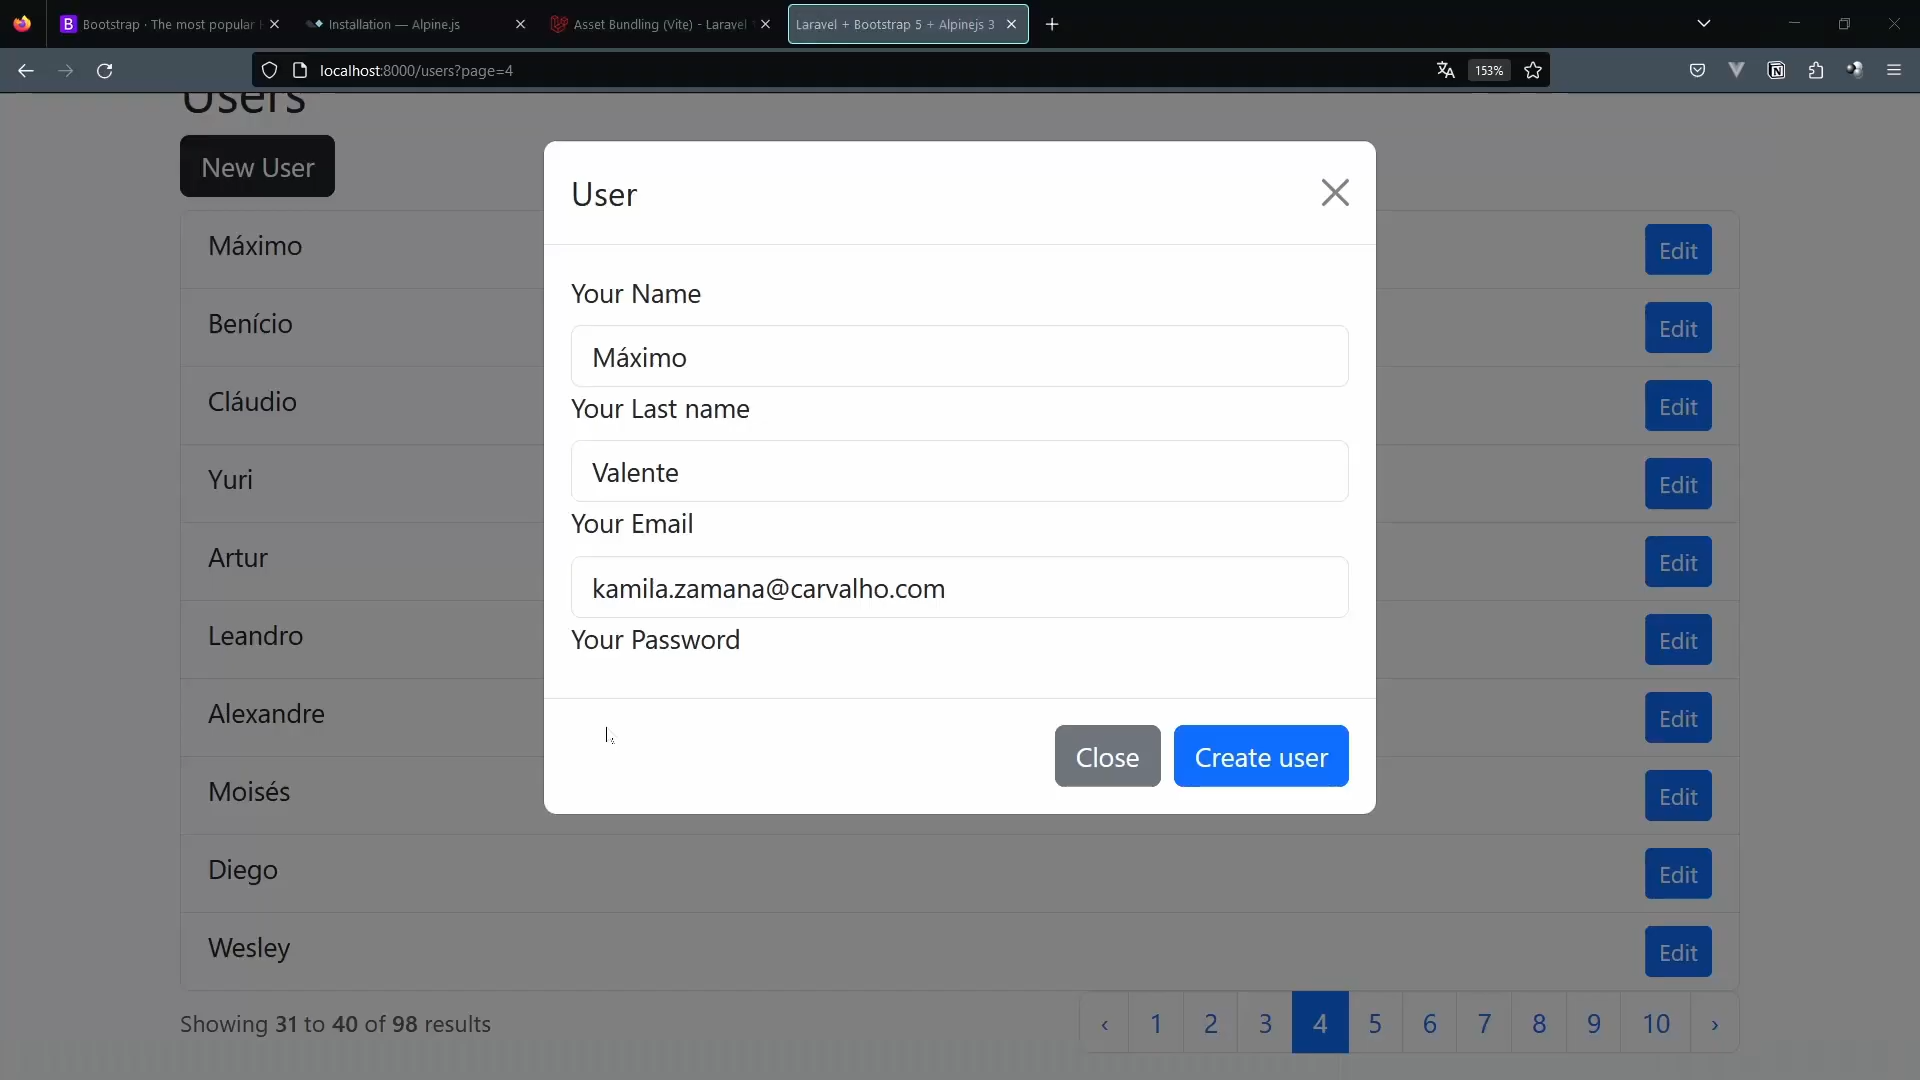 Bootstrap · The most popular
Installation — Alpine.js
Asset Bundling (Vite) - Laravel
Laravel + Bootstrap 5 + Alpinejs 3
localhost:8000/users?page=4
153%
Users
New User
User
Your Name
Máximo
Your Last name
Valente
Your Email
kamila.zamana@carvalho.com
Your Password
Close
Create user
Máximo
Edit
Benício
Edit
Cláudio
Edit
Yuri
Edit
Artur
Edit
Leandro
Edit
Alexandre
Edit
Moisés
Edit
Diego
Edit
Wesley
Edit
Showing 31 to 40 of 98 results
‹ 1 2 3 4 5 6 7 8 9 10 ›